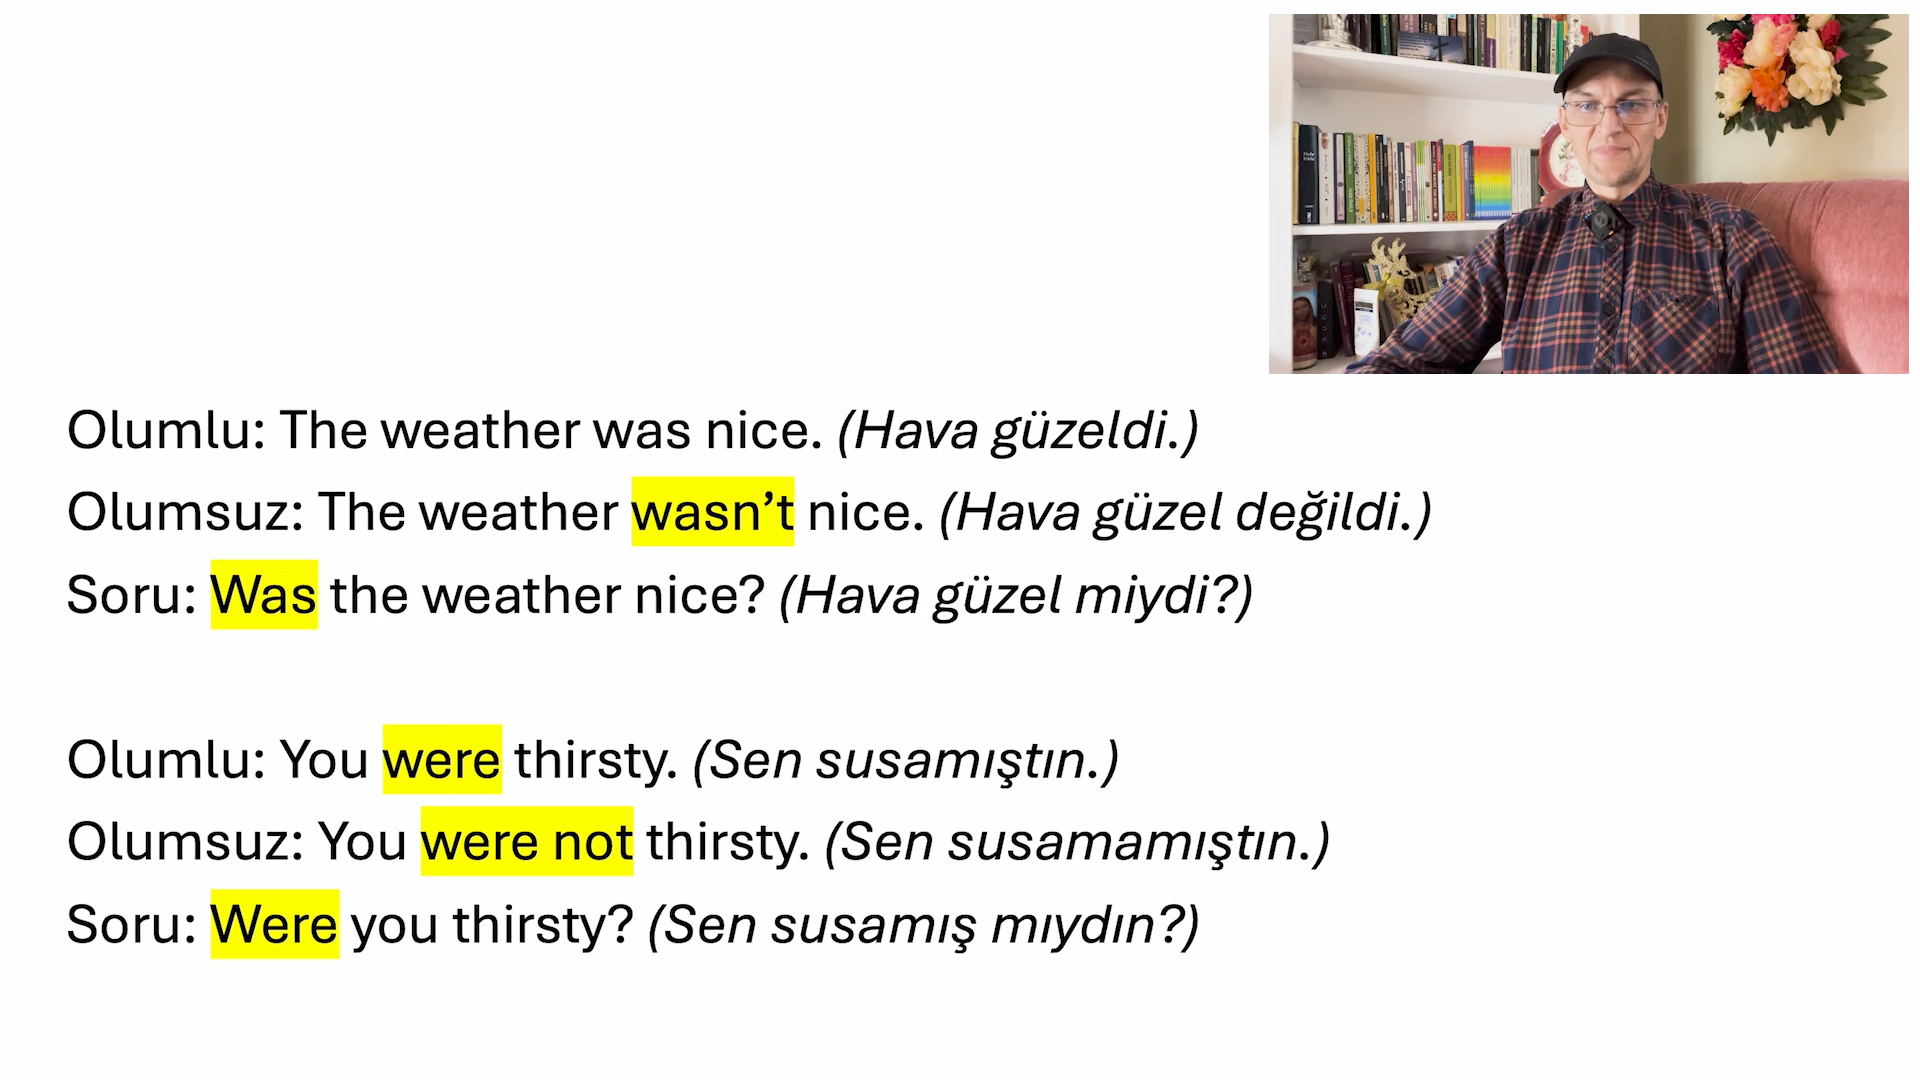 Olumlu: The weather was nice. (Hava güzeldi.)
Olumsuz: The weather wasn’t nice. (Hava güzel değildi.)
Soru: Was the weather nice? (Hava güzel miydi?)
Olumlu: You were thirsty. (Sen susamıştın.)
Olumsuz: You were not thirsty. (Sen susamamıştın.)
Soru: Were you thirsty? (Sen susamış mıydın?)